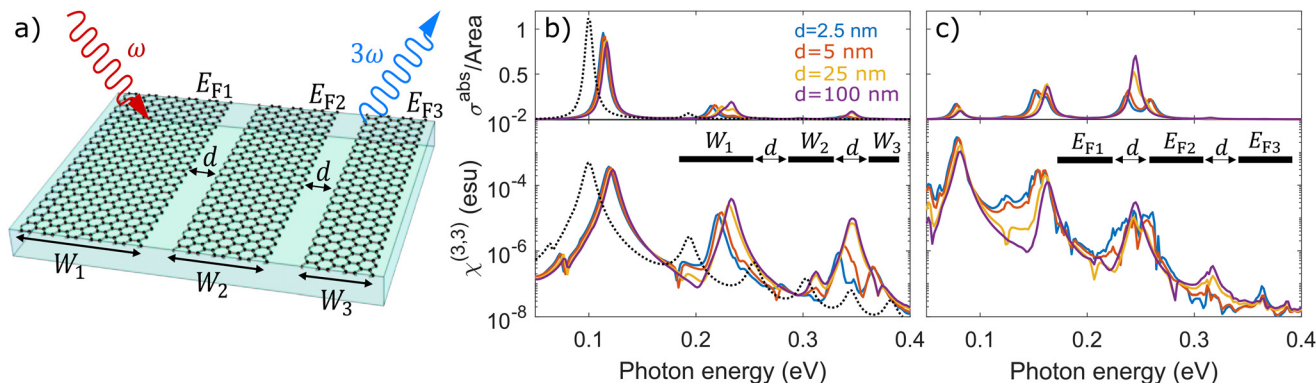 a)
ω
3ω
E_F1
E_F2
E_F3
d
d
W_1
W_2
W_3
b)
σ^abs/Area
1
0.5
10^-2
d=2.5 nm
d=5 nm
d=25 nm
d=100 nm
W_1 d W_2 d W_3
χ^(3,3) (esu)
10^-4
10^-6
10^-8
0.1 0.2 0.3 0.4
Photon energy (eV)
c)
E_F1 d E_F2 d E_F3
0.1 0.2 0.3 0.4
Photon energy (eV)